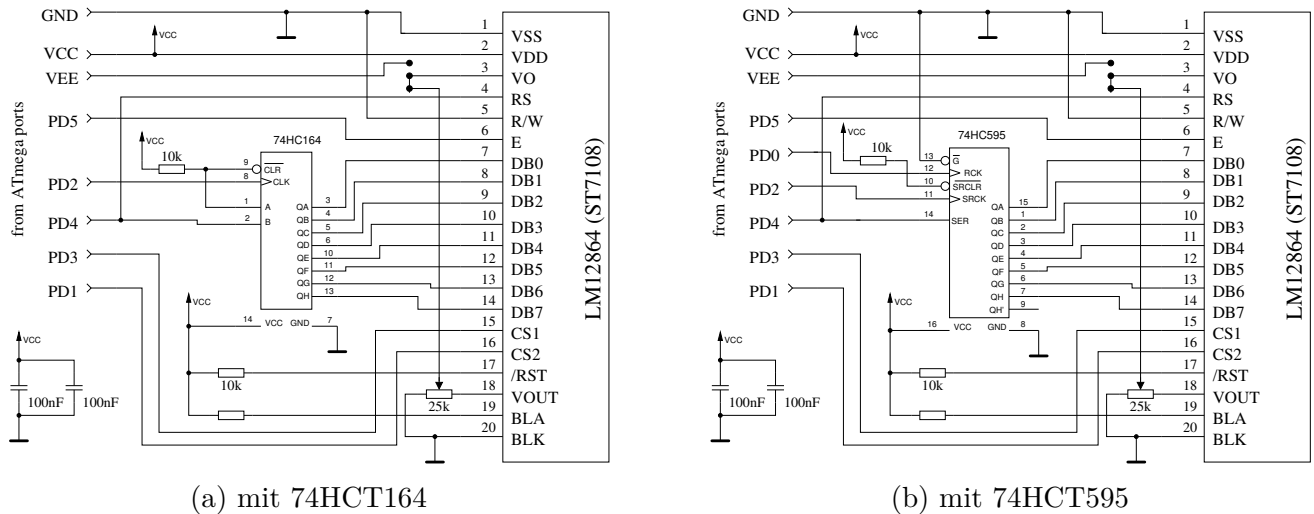 GND
VCC
VEE
from ATmega ports
PD5
PD2
PD4
PD3
PD1
VCC
VCC
10k
74HC164
9 CLR
8 CLK
1 A
2 B
QA 3
QB 4
QC 5
QD 6
QE 10
QF 11
QG 12
QH 13
14 VCC GND 7
VCC
VCC
100nF 100nF
10k
25k
1 VSS
2 VDD
3 VO
4 RS
5 R/W
6 E
7 DB0
8 DB1
9 DB2
10 DB3
11 DB4
12 DB5
13 DB6
14 DB7
15 CS1
16 CS2
17 /RST
18 VOUT
19 BLA
20 BLK
LM12864 (ST7108)
(a) mit 74HCT164
GND
VCC
VEE
from ATmega ports
PD5
PD0
PD2
PD4
PD3
PD1
VCC
VCC
10k
74HC595
13 G
12 RCK
10 SRCLR
11 SRCK
14 SER
QA 15
QB 1
QC 2
QD 3
QE 4
QF 5
QG 6
QH 7
QH' 9
16 VCC GND 8
VCC
VCC
100nF 100nF
10k
25k
1 VSS
2 VDD
3 VO
4 RS
5 R/W
6 E
7 DB0
8 DB1
9 DB2
10 DB3
11 DB4
12 DB5
13 DB6
14 DB7
15 CS1
16 CS2
17 /RST
18 VOUT
19 BLA
20 BLK
LM12864 (ST7108)
(b) mit 74HCT595